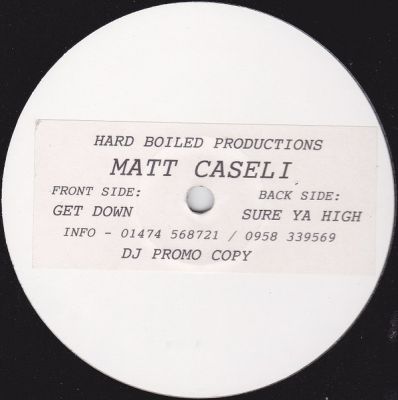 HARD BOILED PRODUCTIONS
MATT CASELI
FRONT SIDE: BACK SIDE:
GET DOWN SURE YA HIGH
INFO - 01474 568721 / 0958 339569
DJ PROMO COPY